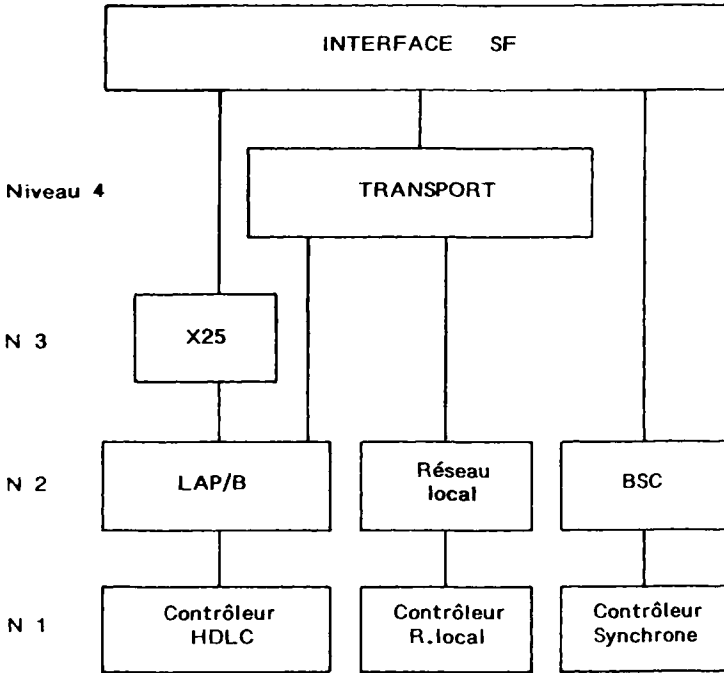 INTERFACE SF
Niveau 4
TRANSPORT
N 3
X25
N 2
LAP/B
Réseau
local
BSC
N 1
Contrôleur
HDLC
Contrôleur
R.local
Contrôleur
Synchrone